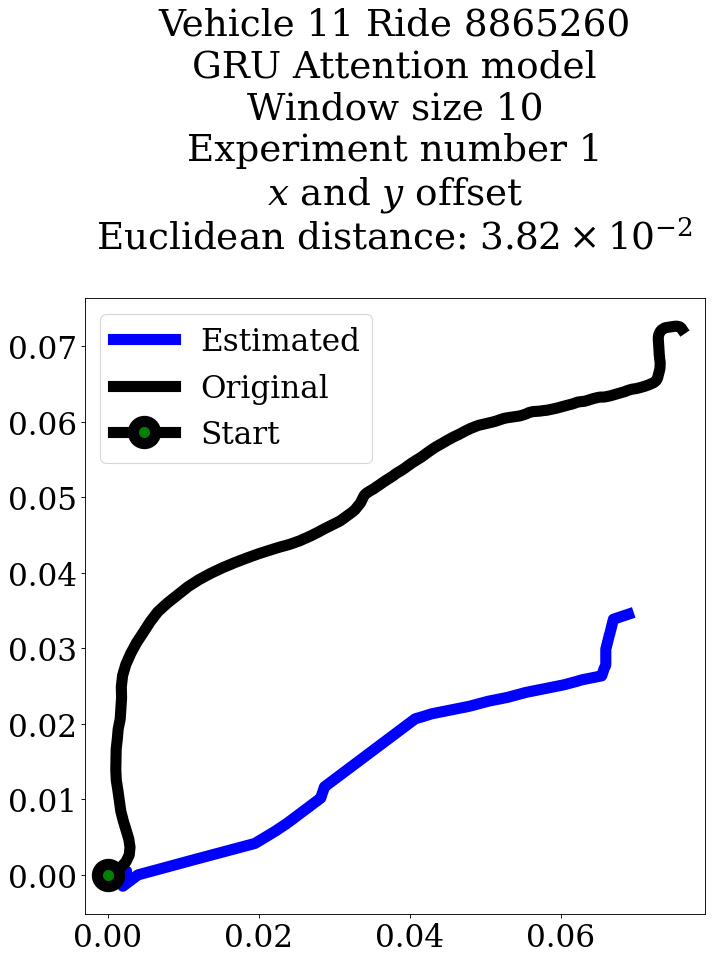 Vehicle 11 Ride 8865260
GRU Attention model
Window size 10
Experiment number 1
x and y offset
Euclidean distance: 3.82 × 10⁻²
Estimated
Original
Start
0.07
0.06
0.05
0.04
0.03
0.02
0.01
0.00
0.00 0.02 0.04 0.06